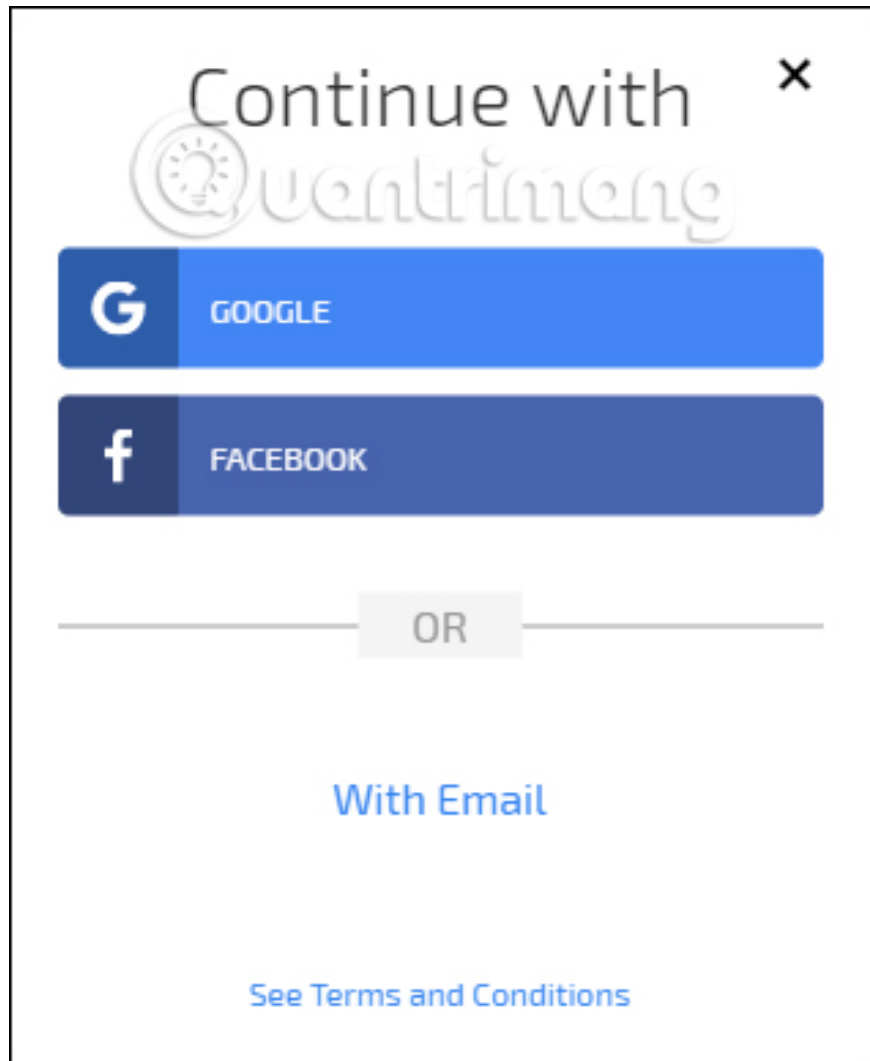 Continue with
Quantrimang
GOOGLE
FACEBOOK
OR
With Email
See Terms and Conditions